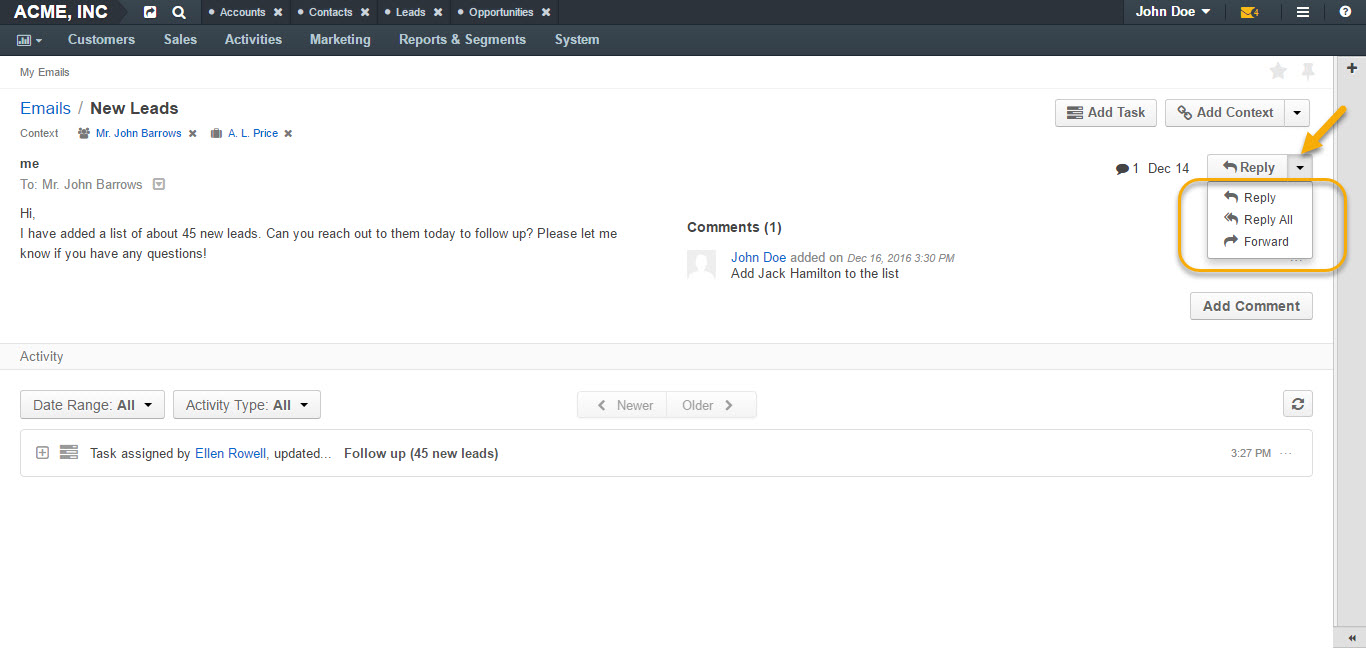 ACME, INC
Accounts
Contacts
Leads
Opportunities
John Doe
4
Customers
Sales
Activities
Marketing
Reports & Segments
System
My Emails
Emails / New Leads
Add Task
Add Context
Context
Mr. John Barrows
A. L. Price
me
1 Dec 14
Reply
To: Mr. John Barrows
Reply
Reply All
Forward
Hi,
I have added a list of about 45 new leads. Can you reach out to them today to follow up? Please let me
know if you have any questions!
Comments (1)
John Doe added on Dec 16, 2016 3:30 PM
Add Jack Hamilton to the list
...
Add Comment
Activity
Date Range: All
Activity Type: All
Newer
Older
Task assigned by Ellen Rowell, updated...
Follow up (45 new leads)
3:27 PM ...